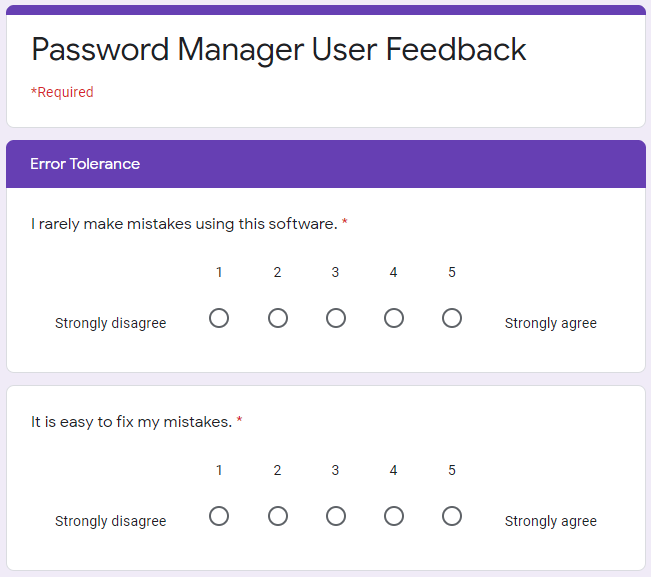 Password Manager User Feedback
*Required
Error Tolerance
I rarely make mistakes using this software. *
1 2 3 4 5
Strongly disagree Strongly agree
It is easy to fix my mistakes. *
1 2 3 4 5
Strongly disagree Strongly agree